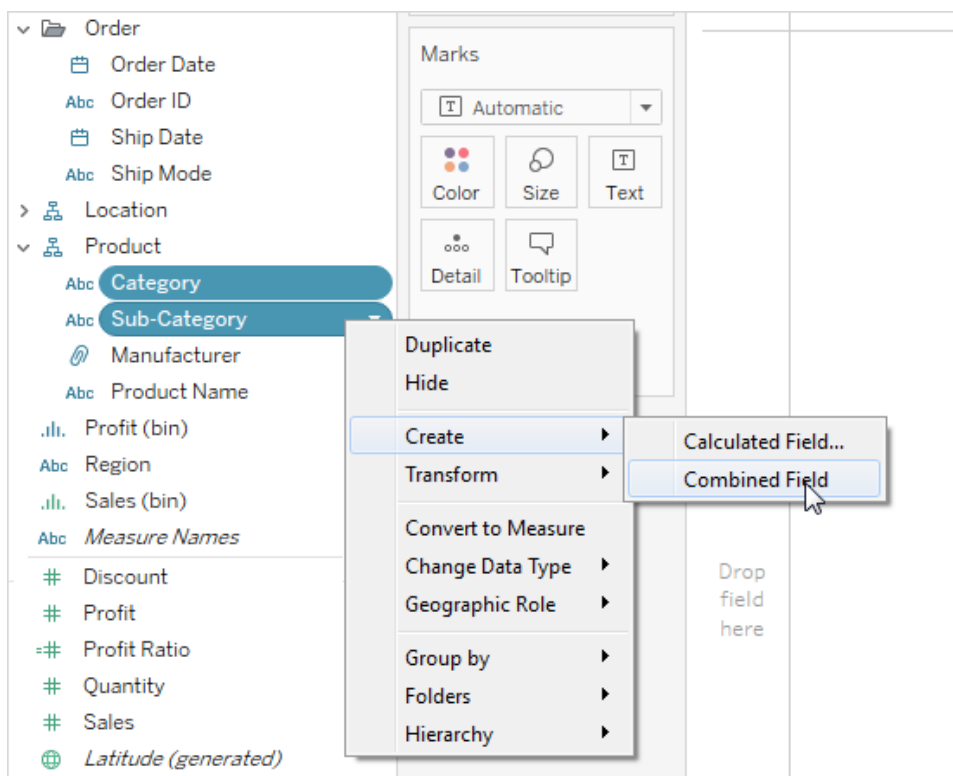 Order
Order Date
Abc Order ID
Ship Date
Abc Ship Mode
Location
Product
Abc Category
Abc Sub-Category
Manufacturer
Abc Product Name
Profit (bin)
Abc Region
Sales (bin)
Abc Measure Names
# Discount
# Profit
=# Profit Ratio
# Quantity
# Sales
Latitude (generated)
Marks
T Automatic
T
Color Size Text
Detail Tooltip
Duplicate
Hide
Create
Transform
Convert to Measure
Change Data Type
Geographic Role
Group by
Folders
Hierarchy
Calculated Field...
Combined Field
Drop
field
here